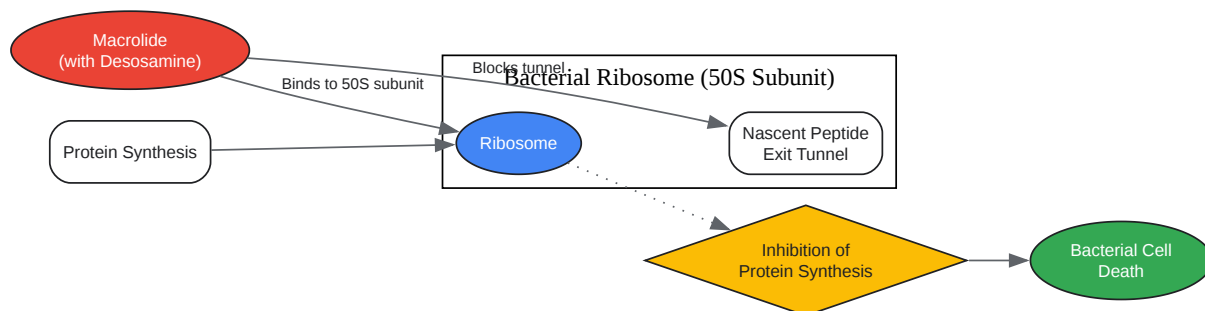 Macrolide
(with Desosamine)
Blocks tunnel
Bacterial Ribosome (50S Subunit)
Binds to 50S subunit
Protein Synthesis
Ribosome
Nascent Peptide
Exit Tunnel
Inhibition of
Protein Synthesis
Bacterial Cell
Death